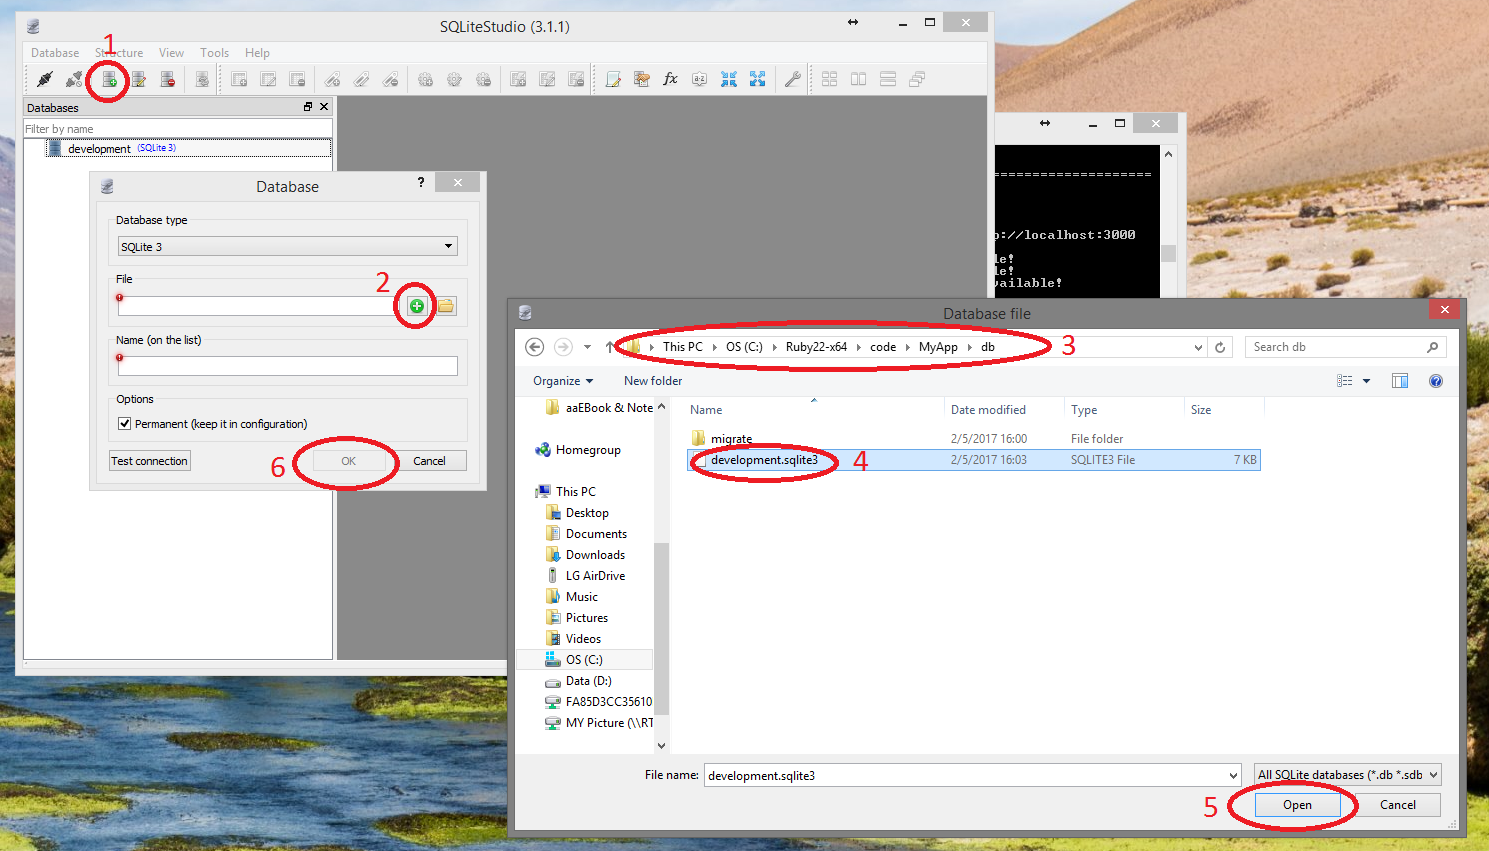 SQLiteStudio (3.1.1)
1
Database Structure View Tools Help
fx a·z
Databases
Filter by name
development (SQLite 3)
Database ?
Database type
SQLite 3
File
2
Name (on the list)
Options
Permanent (keep it in configuration)
Test connection OK Cancel
6
====================
p://localhost:3000
le!
le!
vailable!
Database file
This PC OS (C:) Ruby22-x64 code MyApp db
3
Search db
Organize New folder
aaEBook & Note
Homegroup
This PC
Desktop
Documents
Downloads
LG AirDrive
Music
Pictures
Videos
OS (C:)
Data (D:)
FA85D3CC35610
MY Picture (\\RT
Name Date modified Type Size
migrate 2/5/2017 16:00 File folder
development.sqlite3 2/5/2017 16:03 SQLITE3 File 7 KB
4
File name: development.sqlite3 All SQLite databases (*.db *.sdb
5
Open Cancel